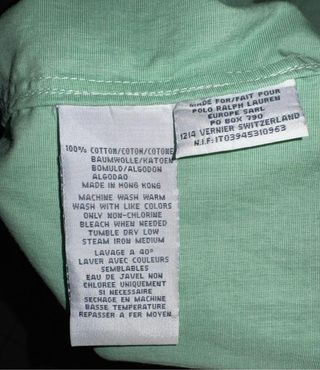 100% COTTON/COTON/COTONE
BAUMWOLLE/KATOEN
BOMULD/ALGODON
ALGODAO
MADE IN HONG KONG
MACHINE WASH WARM
WASH WITH LIKE COLORS
ONLY NON-CHLORINE
BLEACH WHEN NEEDED
TUMBLE DRY LOW
STEAM IRON MEDIUM
LAVAGE A 40°
LAVER AVEC COULEURS
SEMBLABLES
EAU DE JAVEL NON
CHLOREE UNIQUEMENT
SI NECESSAIRE
SECHAGE EN MACHINE
BASSE TEMPERATURE
REPASSER A FER MOYEN
MADE FOR/FAIT POUR
POLO RALPH LAUREN
EUROPE SARL
PO BOX 790
1214 VERNIER SWITZERLAND
N.I.F: IT03945310963